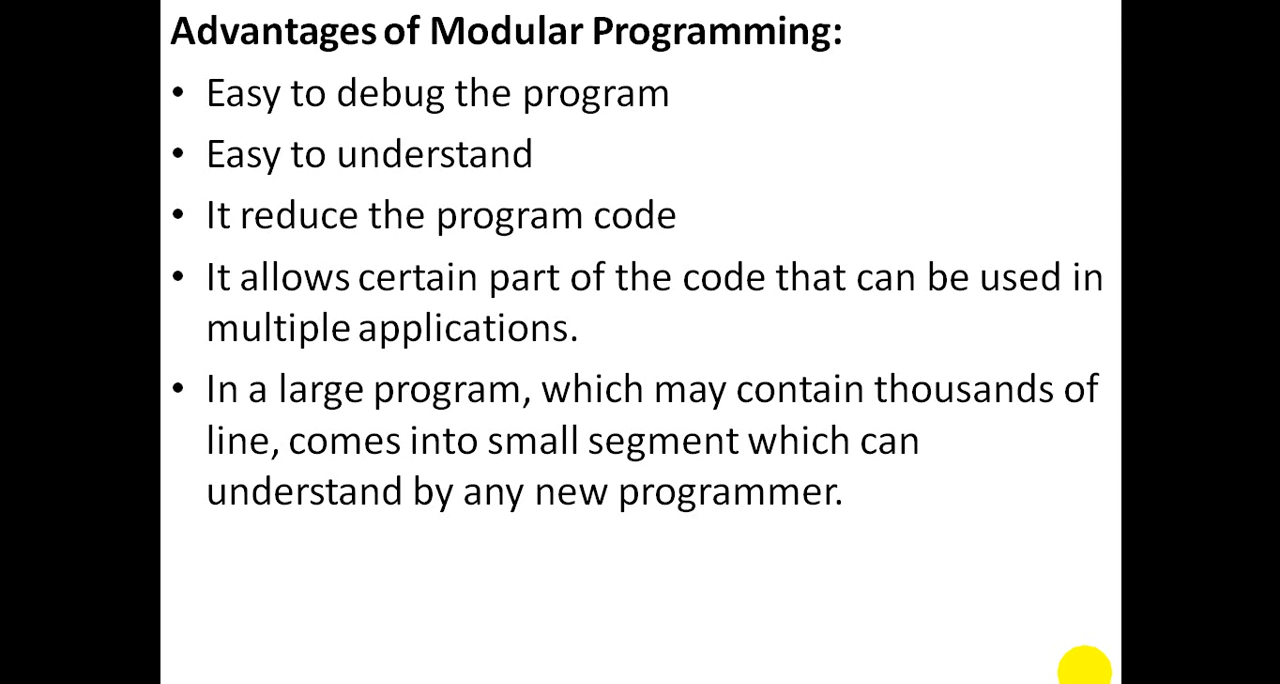 Advantages of Modular Programming:
• Easy to debug the program
• Easy to understand
• It reduce the program code
• It allows certain part of the code that can be used in
multiple applications.
• In a large program, which may contain thousands of
line, comes into small segment which can
understand by any new programmer.